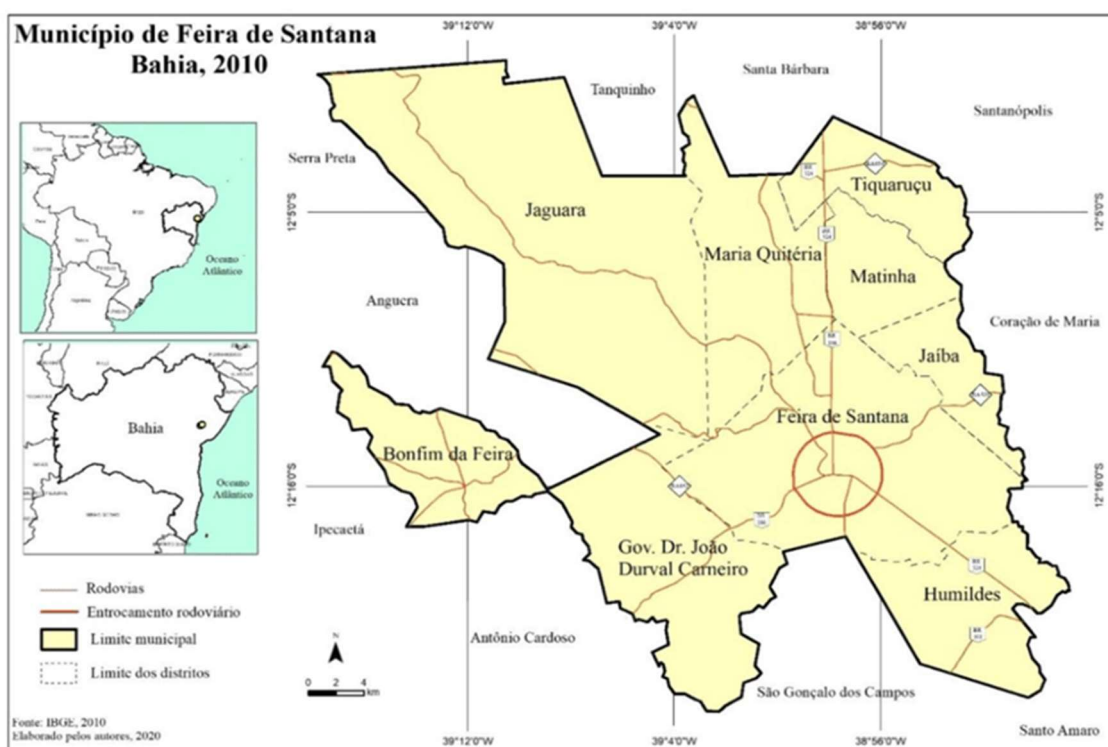 Município de Feira de Santana
Bahia, 2010
39°12'0"W
39°4'0"W
38°56'0"W
Tanquinho
Santa Bárbara
Santanópolis
Serra Preta
12°5'0"S
12°5'0"S
Tiquaruçu
Jaguara
Maria Quitéria
Matinha
Oceano
Atlântico
Anguera
Coração de Maria
Jaíba
Feira de Santana
Bahia
Bonfim da Feira
Oceano
Atlântico
12°16'0"S
12°16'0"S
Ipecaetá
Gov. Dr. João
Durval Carneiro
Humildes
Rodovias
Entrocamento rodoviário
Limite municipal
Limite dos distritos
Antônio Cardoso
N
0 2 4
km
São Gonçalo dos Campos
Santo Amaro
Fonte: IBGE, 2010
Elaborado pelos autores, 2020
39°12'0"W
39°4'0"W
38°56'0"W